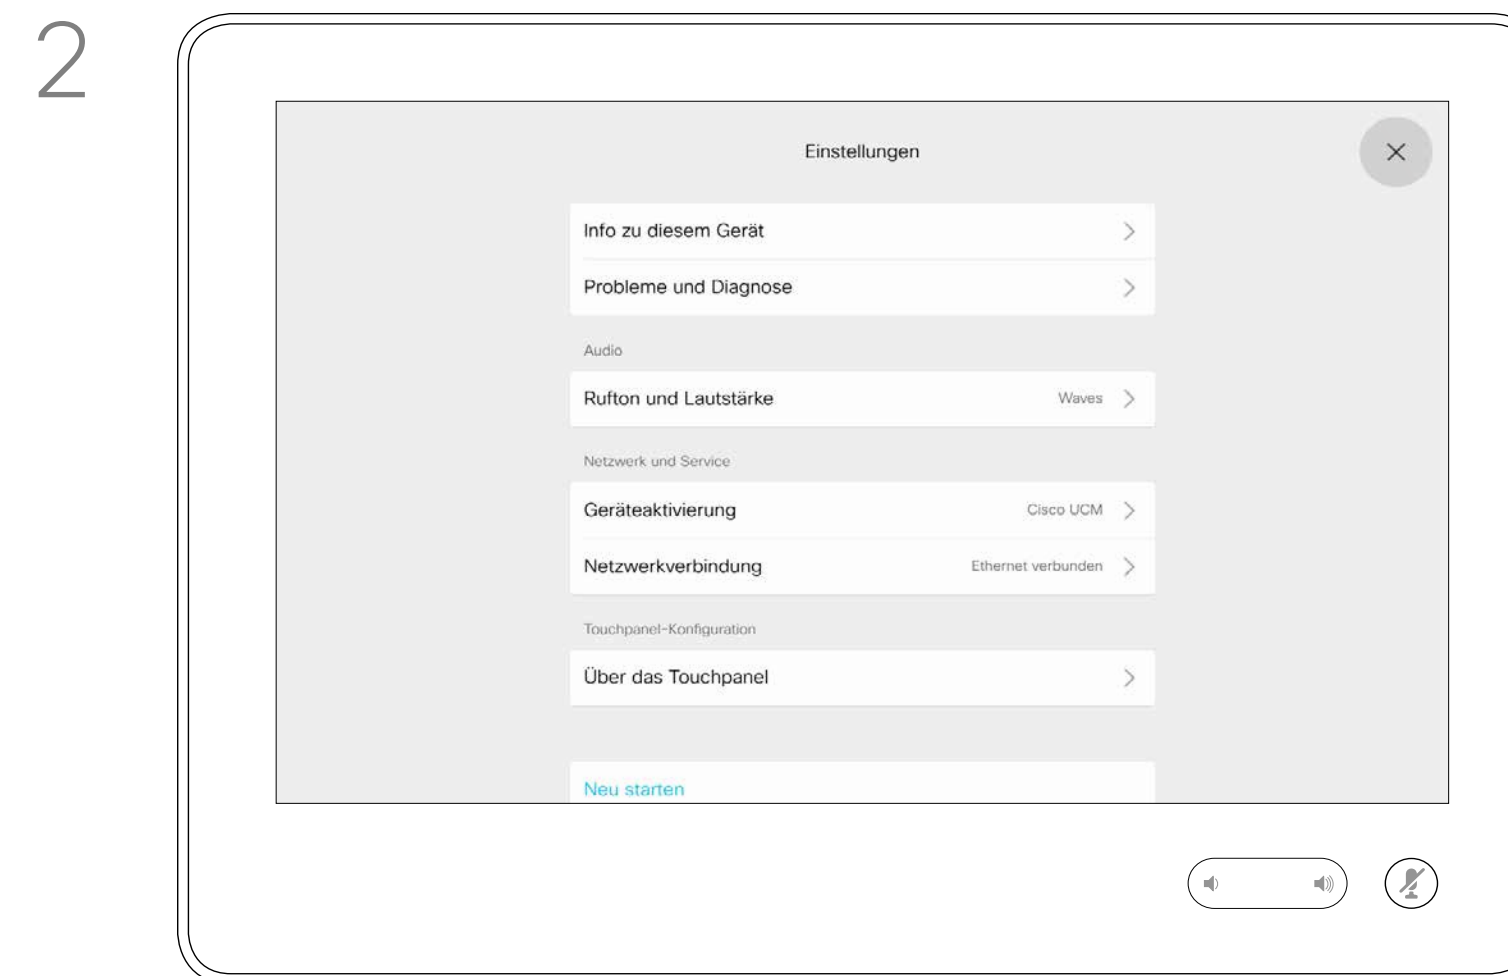 2
Einstellungen
Info zu diesem Gerät
Probleme und Diagnose
Audio
Rufton und Lautstärke Waves
Netzwerk und Service
Geräteaktivierung Cisco UCM
Netzwerkverbindung Ethernet verbunden
Touchpanel-Konfiguration
Über das Touchpanel
Neu starten